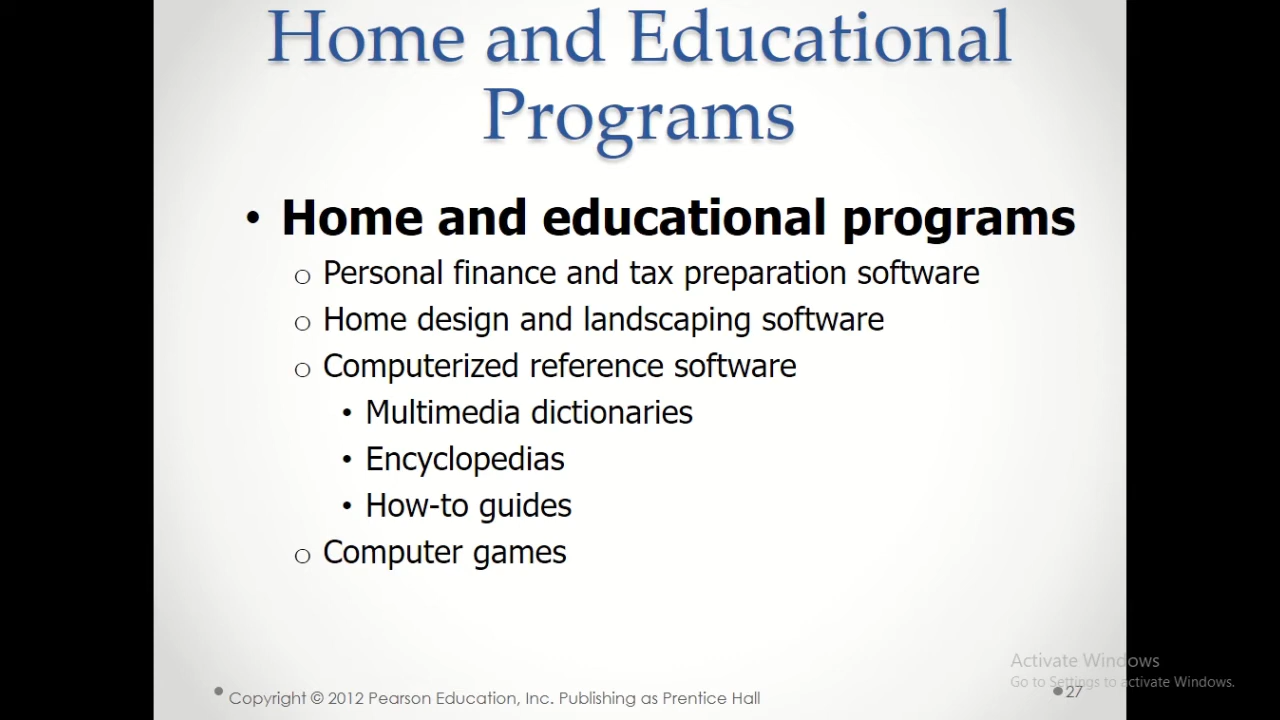 Home and Educational
Programs
• Home and educational programs
o Personal finance and tax preparation software
o Home design and landscaping software
o Computerized reference software
• Multimedia dictionaries
• Encyclopedias
• How-to guides
o Computer games
Activate Windows
Go to Settings to activate Windows.
• Copyright © 2012 Pearson Education, Inc. Publishing as Prentice Hall
• 27